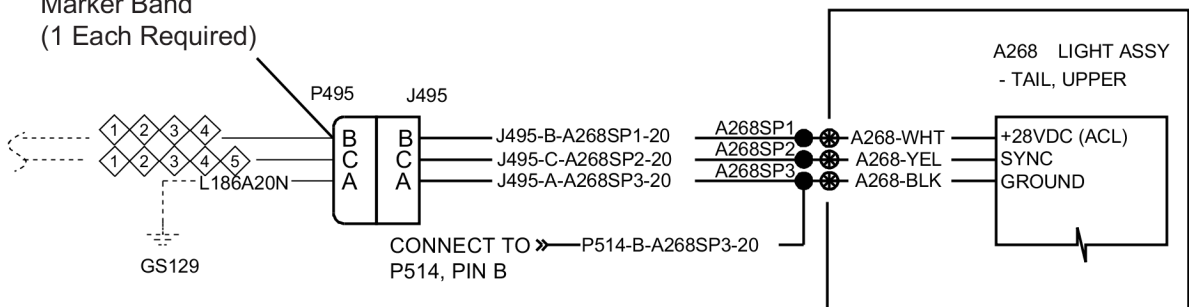 Marker Band
(1 Each Required)
A268 LIGHT ASSY
- TAIL, UPPER
P495 J495
1 2 3 4 B B J495-B-A268SP1-20 A268SP1 A268-WHT +28VDC (ACL)
1 2 3 4 5 C C J495-C-A268SP2-20 A268SP2 A268-YEL SYNC
L186A20N A A J495-A-A268SP3-20 A268SP3 A268-BLK GROUND
CONNECT TO P514-B-A268SP3-20
P514, PIN B
GS129